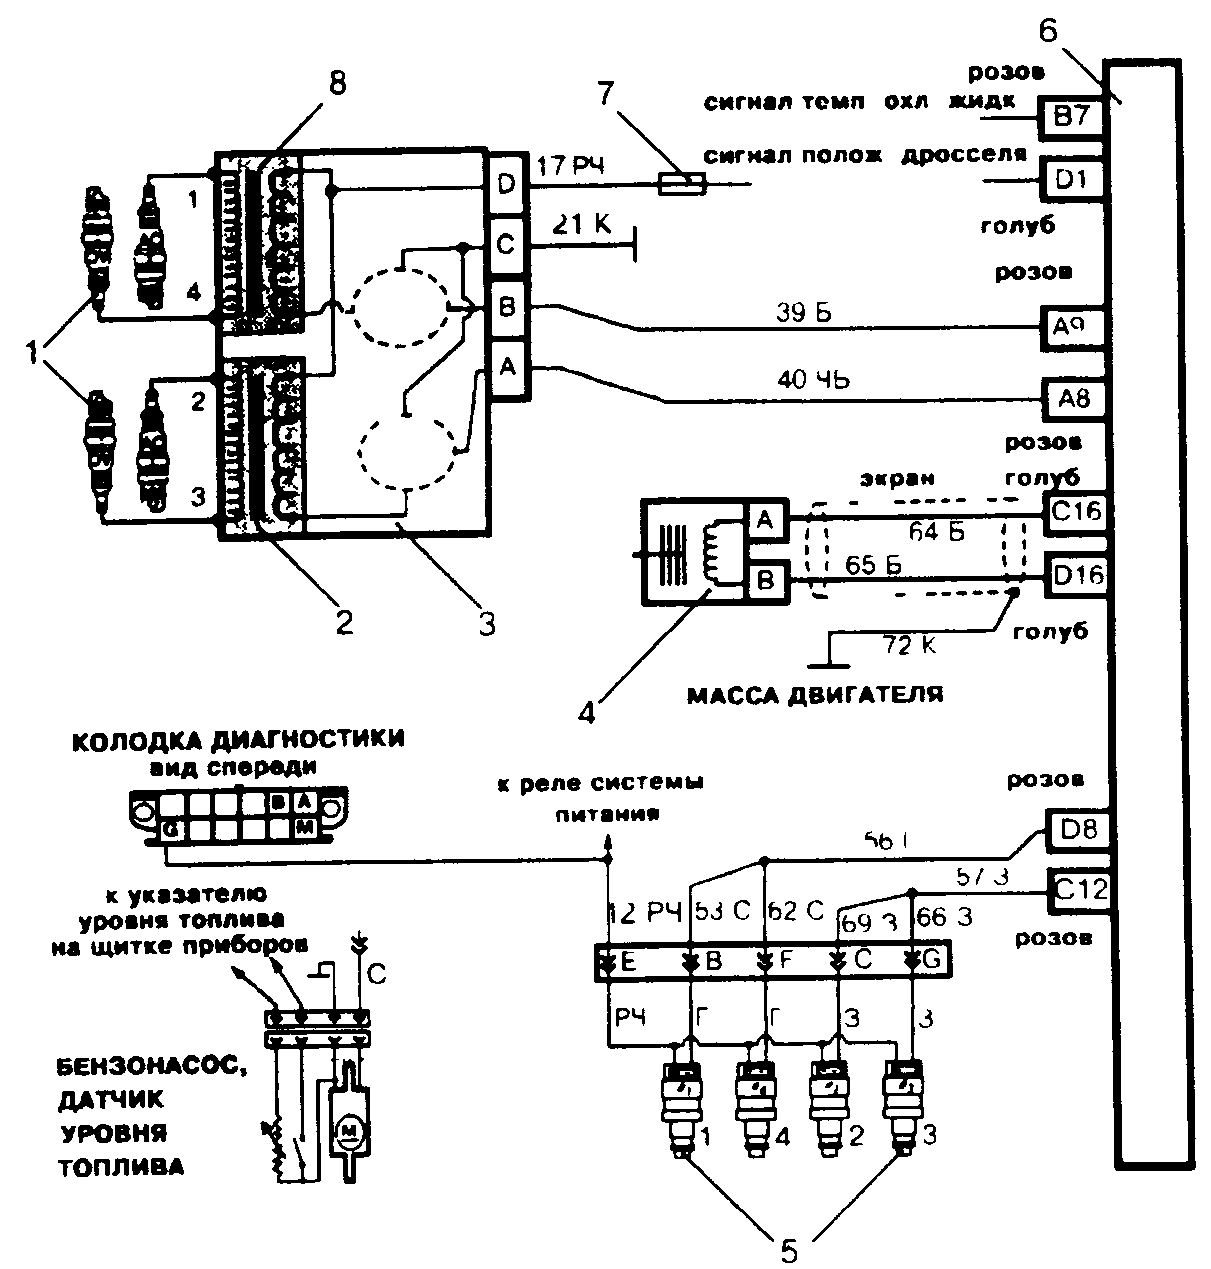 6
розов
8
7
сигнал темп охл жидк
B7
сигнал полож дросселя
17 РЧ
D
D1
1
21 К
голуб
C
розов
4
B
39 Б
A9
1
A
40 ЧБ
2
A8
розов
экран
голуб
3
A
C16
64 Б
65 Б
B
D16
2
3
голуб
72 К
4
МАССА ДВИГАТЕЛЯ
КОЛОДКА ДИАГНОСТИКИ
вид спереди
к реле системы
питания
розов
B A
G M
D8
к указателю
уровня топлива
на щитке приборов
57 З
C12
12 РЧ
53 С
62 С
69 З
66 З
розов
E B F C G
С
РЧ Г Г З З
БЕНЗОНАСОС,
ДАТЧИК
УРОВНЯ
ТОПЛИВА
М
1 4 2 3
5